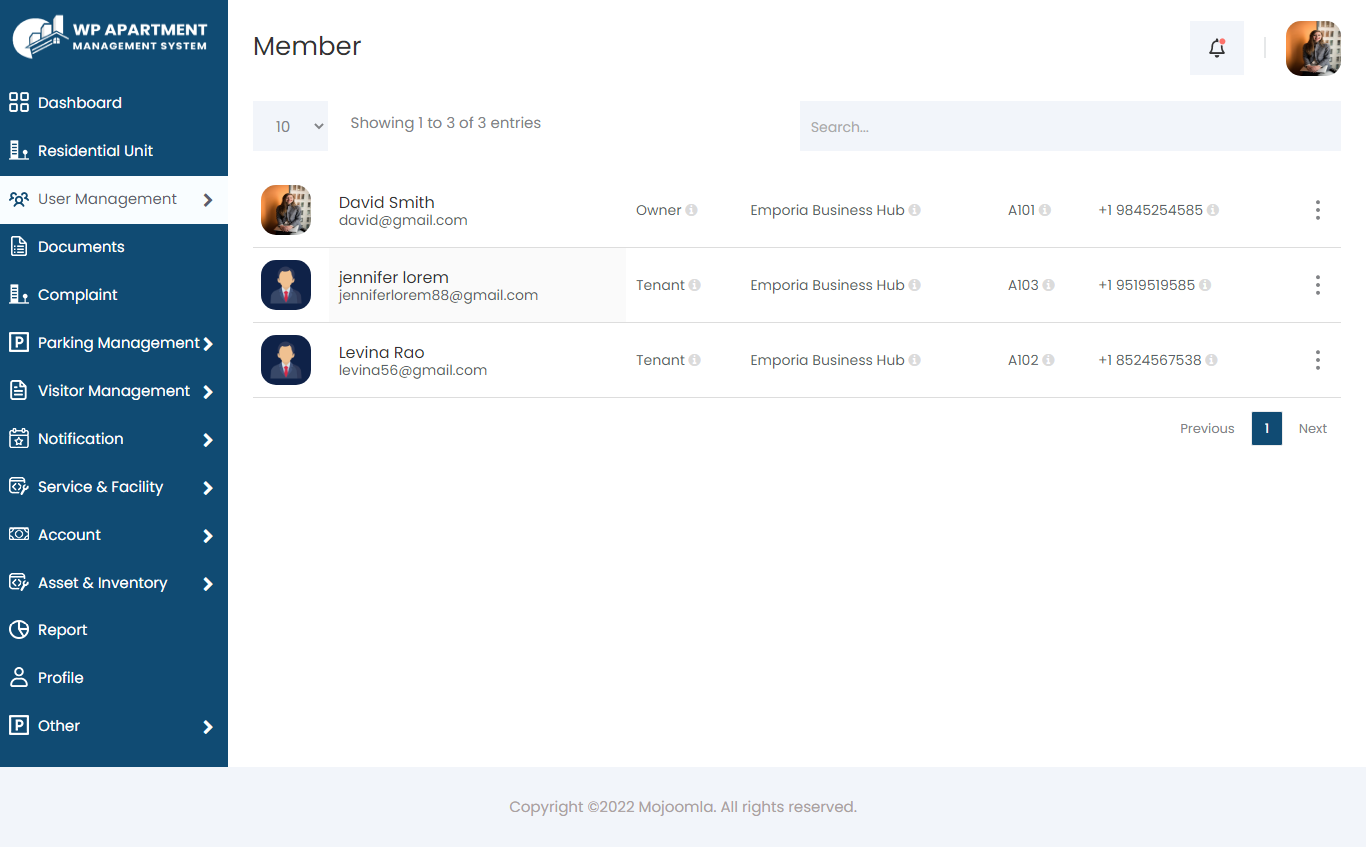 WP APARTMENT
MANAGEMENT SYSTEM
Dashboard
Residential Unit
User Management
Documents
Complaint
Parking Management
Visitor Management
Notification
Service & Facility
Account
Asset & Inventory
Report
Profile
Other
Member
10
Showing 1 to 3 of 3 entries
Search...
David Smith
david@gmail.com
Owner
Emporia Business Hub
A101
+1 9845254585
jennifer lorem
jenniferlorem88@gmail.com
Tenant
Emporia Business Hub
A103
+1 9519519585
Levina Rao
levina56@gmail.com
Tenant
Emporia Business Hub
A102
+1 8524567538
Previous
1
Next
Copyright ©2022 Mojoomla. All rights reserved.